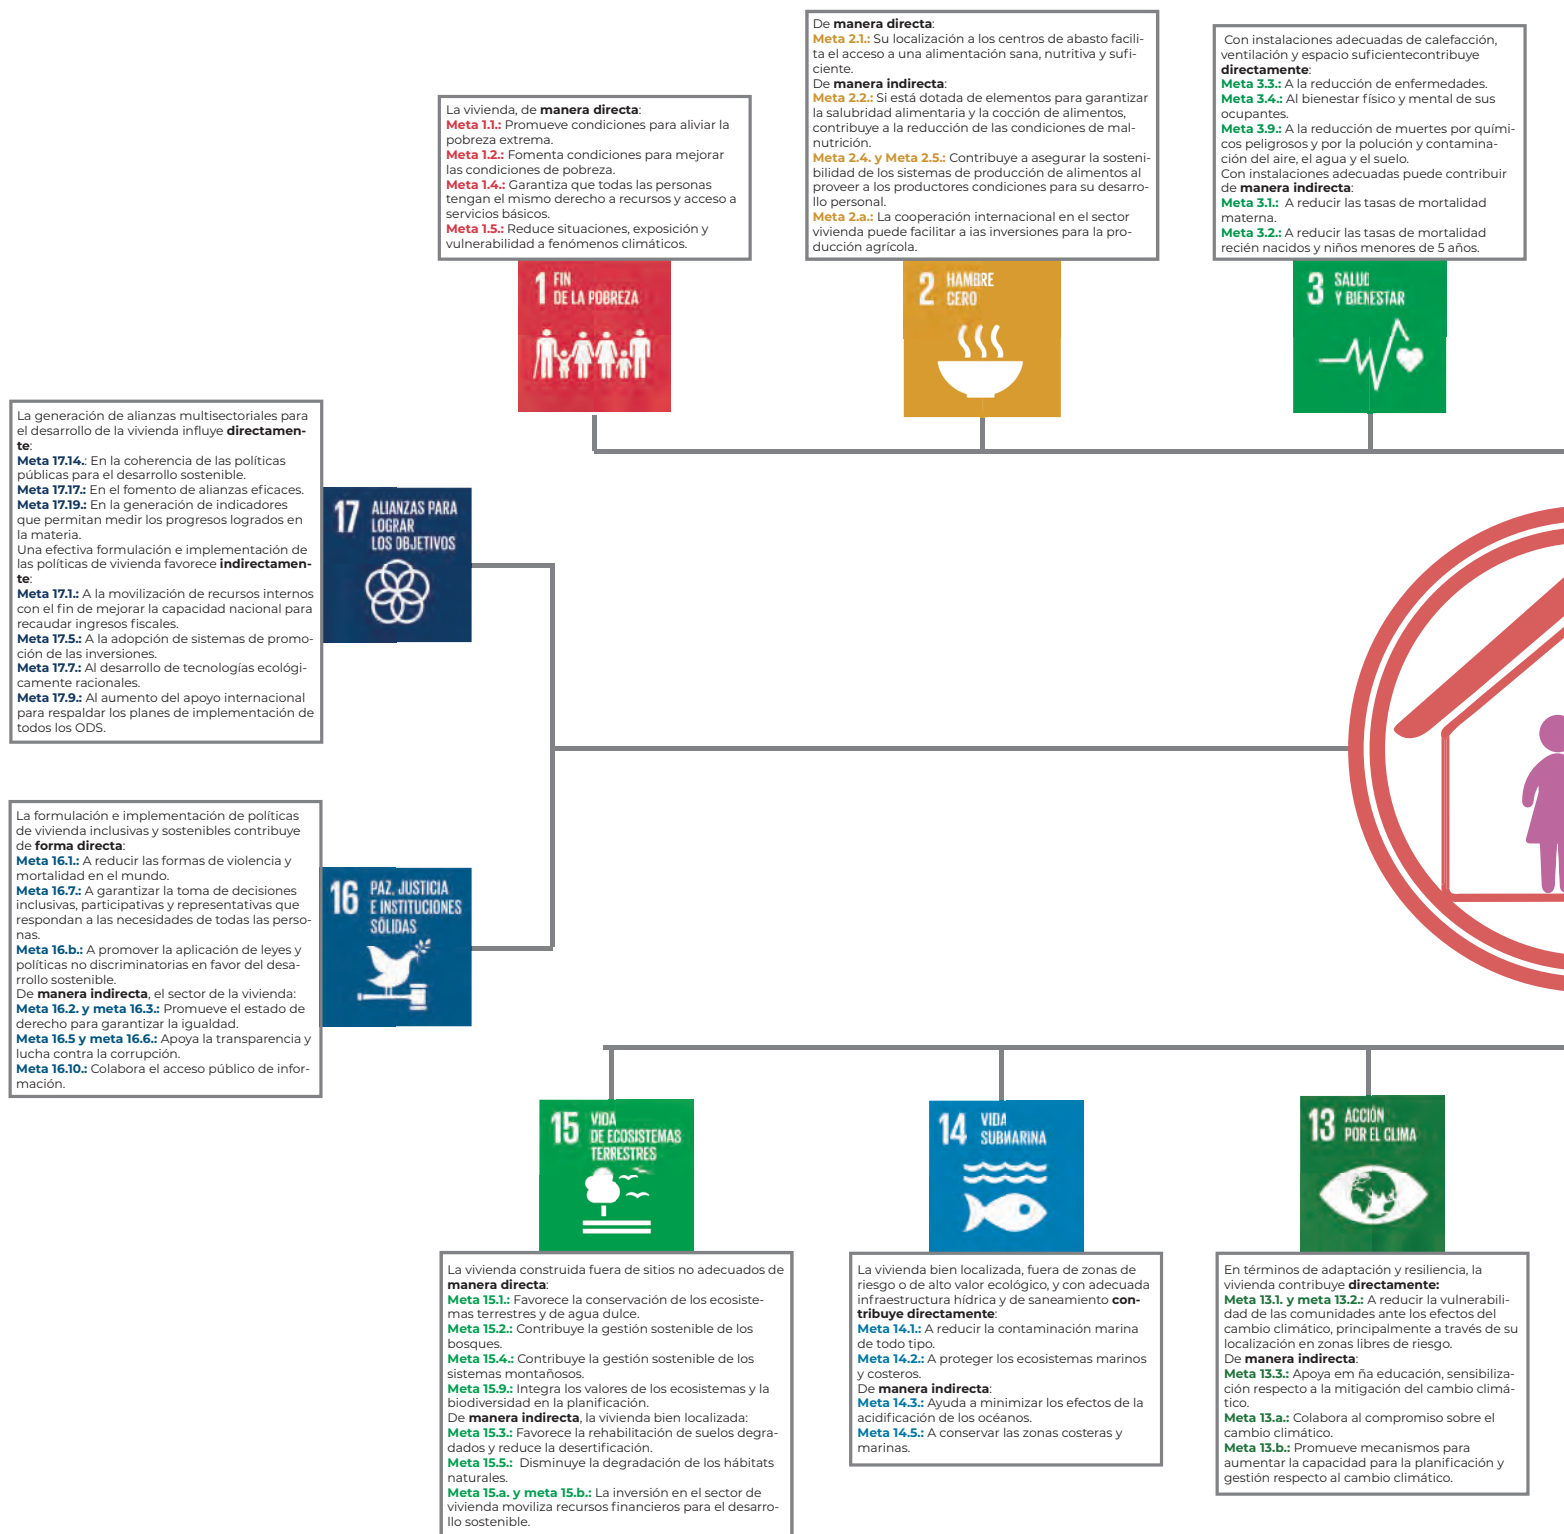 La vivienda, de manera directa:
Meta 1.1.: Promueve condiciones para aliviar la
pobreza extrema.
Meta 1.2.: Fomenta condiciones para mejorar
las condiciones de pobreza.
Meta 1.4.: Garantiza que todas las personas
tengan el mismo derecho a recursos y acceso a
servicios básicos.
Meta 1.5.: Reduce situaciones, exposición y
vulnerabilidad a fenómenos climáticos.
1 FIN
DE LA POBREZA
De manera directa:
Meta 2.1.: Su localización a los centros de abasto facili-
ta el acceso a una alimentación sana, nutritiva y sufi-
ciente.
De manera indirecta:
Meta 2.2.: Si está dotada de elementos para garantizar
la salubridad alimentaria y la cocción de alimentos,
contribuye a la reducción de las condiciones de mal-
nutrición.
Meta 2.4. y Meta 2.5.: Contribuye a asegurar la sosteni-
bilidad de los sistemas de producción de alimentos al
proveer a los productores condiciones para su desarro-
llo personal.
Meta 2.a.: La cooperación internacional en el sector
vivienda puede facilitar a ias inversiones para la pro-
ducción agrícola.
2 HAMBRE
CERO
Con instalaciones adecuadas de calefacción,
ventilación y espacio suficientecontribuye
directamente:
Meta 3.3.: A la reducción de enfermedades.
Meta 3.4.: Al bienestar físico y mental de sus
ocupantes.
Meta 3.9.: A la reducción de muertes por quími-
cos peligrosos y por la polución y contamina-
ción del aire, el agua y el suelo.
Con instalaciones adecuadas puede contribuir
de manera indirecta:
Meta 3.1.: A reducir las tasas de mortalidad
materna.
Meta 3.2.: A reducir las tasas de mortalidad
recién nacidos y niños menores de 5 años.
3 SALUD
Y BIENESTAR
La generación de alianzas multisectoriales para
el desarrollo de la vivienda influye directamen-
te:
Meta 17.14.: En la coherencia de las políticas
públicas para el desarrollo sostenible.
Meta 17.17.: En el fomento de alianzas eficaces.
Meta 17.19.: En la generación de indicadores
que permitan medir los progresos logrados en
la materia.
Una efectiva formulación e implementación de
las políticas de vivienda favorece indirectamen-
te:
Meta 17.1.: A la movilización de recursos internos
con el fin de mejorar la capacidad nacional para
recaudar ingresos fiscales.
Meta 17.5.: A la adopción de sistemas de promo-
ción de las inversiones.
Meta 17.7.: Al desarrollo de tecnologías ecológi-
camente racionales.
Meta 17.9.: Al aumento del apoyo internacional
para respaldar los planes de implementación de
todos los ODS.
17 ALIANZAS PARA
LOGRAR
LOS OBJETIVOS
La formulación e implementación de políticas
de vivienda inclusivas y sostenibles contribuye
de forma directa:
Meta 16.1.: A reducir las formas de violencia y
mortalidad en el mundo.
Meta 16.7.: A garantizar la toma de decisiones
inclusivas, participativas y representativas que
respondan a las necesidades de todas las perso-
nas.
Meta 16.b.: A promover la aplicación de leyes y
políticas no discriminatorias en favor del desa-
rrollo sostenible.
De manera indirecta, el sector de la vivienda:
Meta 16.2. y meta 16.3.: Promueve el estado de
derecho para garantizar la igualdad.
Meta 16.5 y meta 16.6.: Apoya la transparencia y
lucha contra la corrupción.
Meta 16.10.: Colabora el acceso público de infor-
mación.
16 PAZ, JUSTICIA
E INSTITUCIONES
SÓLIDAS
15 VIDA
DE ECOSISTEMAS
TERRESTRES
La vivienda construida fuera de sitios no adecuados de
manera directa:
Meta 15.1.: Favorece la conservación de los ecosiste-
mas terrestres y de agua dulce.
Meta 15.2.: Contribuye la gestión sostenible de los
bosques.
Meta 15.4.: Contribuye la gestión sostenible de los
sistemas montañosos.
Meta 15.9.: Integra los valores de los ecosistemas y la
biodiversidad en la planificación.
De manera indirecta, la vivienda bien localizada:
Meta 15.3.: Favorece la rehabilitación de suelos degra-
dados y reduce la desertificación.
Meta 15.5.: Disminuye la degradación de los hábitats
naturales.
Meta 15.a. y meta 15.b.: La inversión en el sector de
vivienda moviliza recursos financieros para el desarro-
llo sostenible.
14 VIDA
SUBMARINA
La vivienda bien localizada, fuera de zonas de
riesgo o de alto valor ecológico, y con adecuada
infraestructura hídrica y de saneamiento con-
tribuye directamente:
Meta 14.1.: A reducir la contaminación marina
de todo tipo.
Meta 14.2.: A proteger los ecosistemas marinos
y costeros.
De manera indirecta:
Meta 14.3.: Ayuda a minimizar los efectos de la
acidificación de los océanos.
Meta 14.5.: A conservar las zonas costeras y
marinas.
13 ACCIÓN
POR EL CLIMA
En términos de adaptación y resiliencia, la
vivienda contribuye directamente:
Meta 13.1. y meta 13.2.: A reducir la vulnerabili-
dad de las comunidades ante los efectos del
cambio climático, principalmente a través de su
localización en zonas libres de riesgo.
De manera indirecta:
Meta 13.3.: Apoya em ña educación, sensibiliza-
ción respecto a la mitigación del cambio climá-
tico.
Meta 13.a.: Colabora al compromiso sobre el
cambio climático.
Meta 13.b.: Promueve mecanismos para
aumentar la capacidad para la planificación y
gestión respecto al cambio climático.